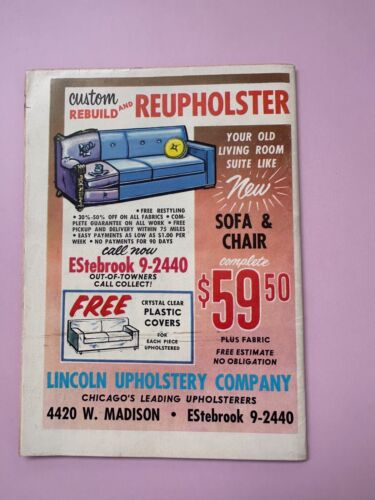 custom
REBUILD AND REUPHOLSTER
YOUR OLD
LIVING ROOM
SUITE LIKE
New
SOFA &
CHAIR
complete
$59.50
PLUS FABRIC
FREE ESTIMATE
NO OBLIGATION
• FREE RESTYLING
• 30%-50% OFF ON ALL FABRICS • COM-
PLETE GUARANTEE ON ALL WORK • FREE
PICKUP AND DELIVERY WITHIN 75 MILES
• EASY PAYMENTS AS LOW AS $1.00 PER
WEEK • NO PAYMENTS FOR 90 DAYS
call now
EStebrook 9-2440
OUT-OF-TOWNERS
CALL COLLECT!
FREE
CRYSTAL CLEAR
PLASTIC
COVERS
FOR
EACH PIECE
UPHOLSTERED
LINCOLN UPHOLSTERY COMPANY
CHICAGO'S LEADING UPHOLSTERERS
4420 W. MADISON • EStebrook 9-2440